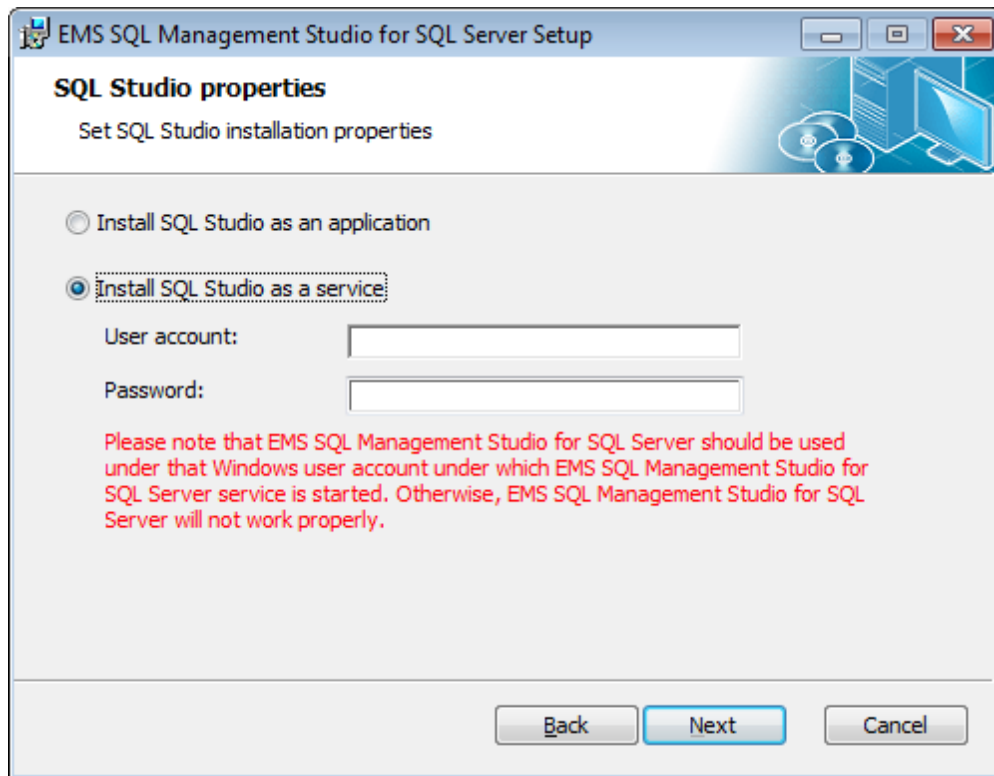 EMS SQL Management Studio for SQL Server Setup
SQL Studio properties
Set SQL Studio installation properties
Install SQL Studio as an application
Install SQL Studio as a service
User account:
Password:
Please note that EMS SQL Management Studio for SQL Server should be used
under that Windows user account under which EMS SQL Management Studio for
SQL Server service is started. Otherwise, EMS SQL Management Studio for SQL
Server will not work properly.
Back Next Cancel